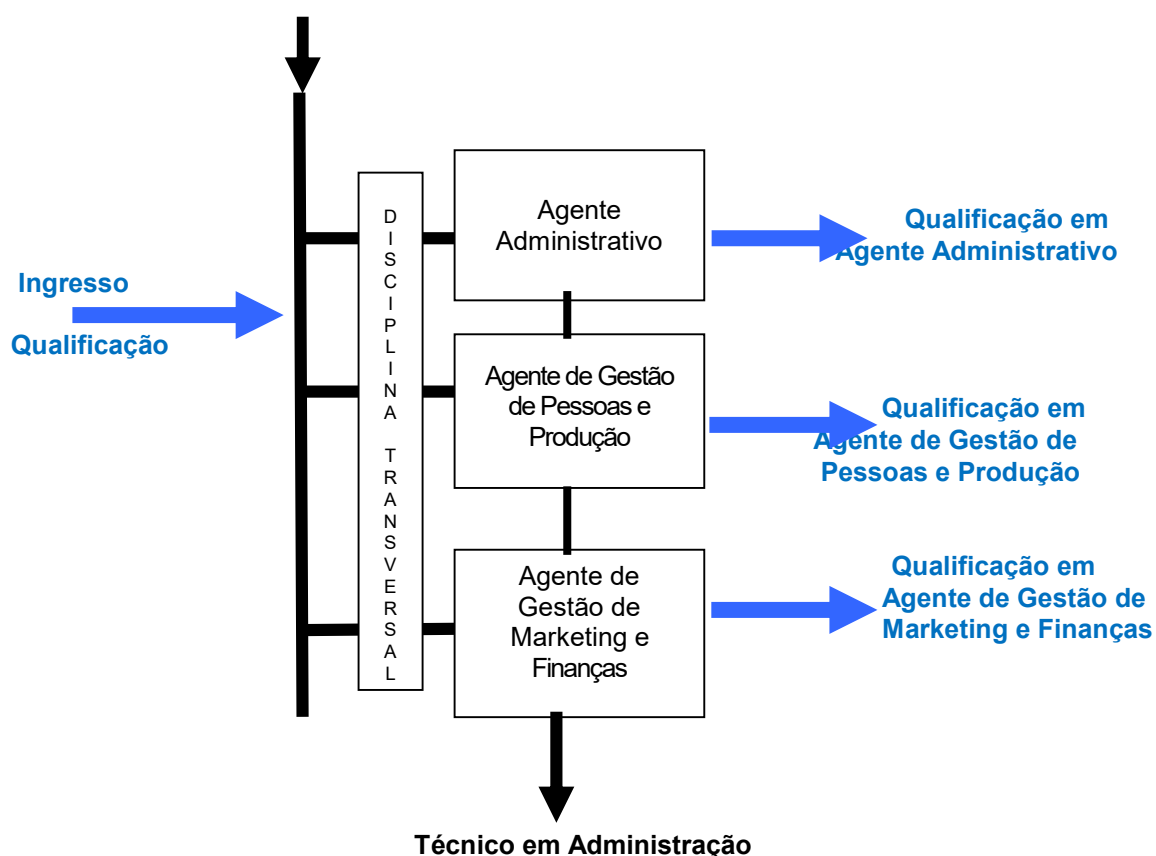 Ingresso
Qualificação
DISCIPLINA TRANSVERSAL
Agente
Administrativo
Qualificação em
Agente Administrativo
Agente de Gestão
de Pessoas e
Produção
Qualificação em
Agente de Gestão de
Pessoas e Produção
Agente de
Gestão de
Marketing e
Finanças
Qualificação em
Agente de Gestão de
Marketing e Finanças
Técnico em Administração